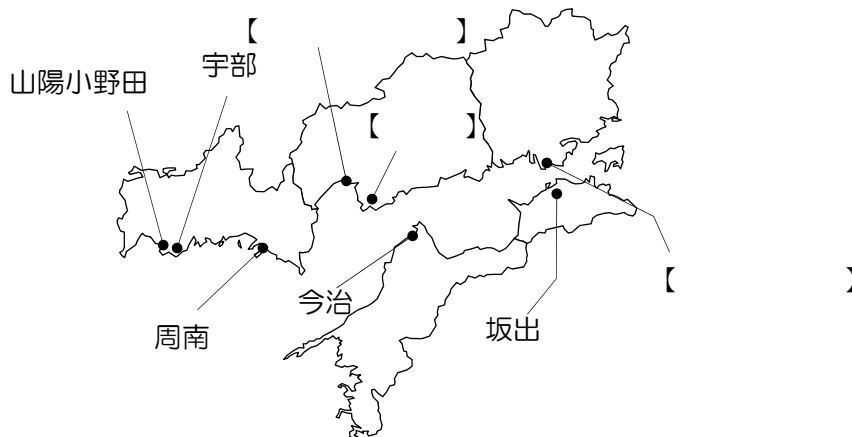 【　　　　　】
宇部
山陽小野田
【　　】
【　　　　　】
今治
坂出
周南